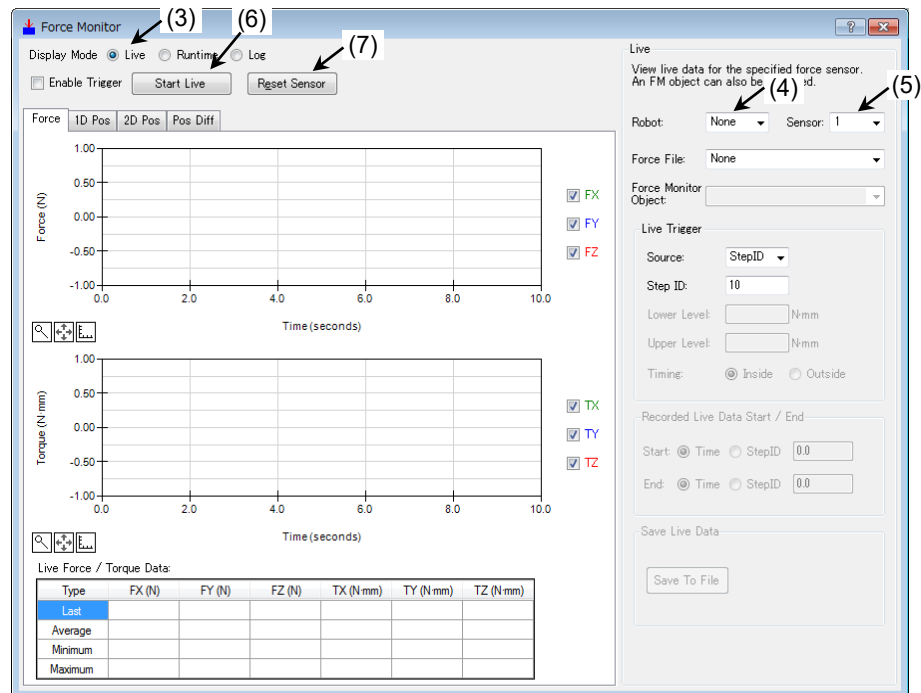 (3) (6) (7)
Force Monitor
Display Mode Live Runtime Log
Enable Trigger Start Live Reset Sensor
Force 1D Pos 2D Pos Pos Diff
1.00
0.50
0.00
-0.50
-1.00
Force (N)
0.0 2.0 4.0 6.0 8.0 10.0
Time (seconds)
FX
FY
FZ
1.00
0.50
0.00
-0.50
-1.00
Torque (N mm)
0.0 2.0 4.0 6.0 8.0 10.0
Time (seconds)
TX
TY
TZ
Live Force / Torque Data:
Type FX (N) FY (N) FZ (N) TX (N·mm) TY (N·mm) TZ (N·mm)
Last
Average
Minimum
Maximum
Live
View live data for the specified force sensor.
An FM object can also be
(4) (5)
Robot: None Sensor: 1
Force File: None
Force Monitor
Object:
Live Trigger
Source: StepID
Step ID: 10
Lower Level: N·mm
Upper Level: N·mm
Timing: Inside Outside
Recorded Live Data Start / End
Start: Time StepID 0.0
End: Time StepID 0.0
Save Live Data
Save To File